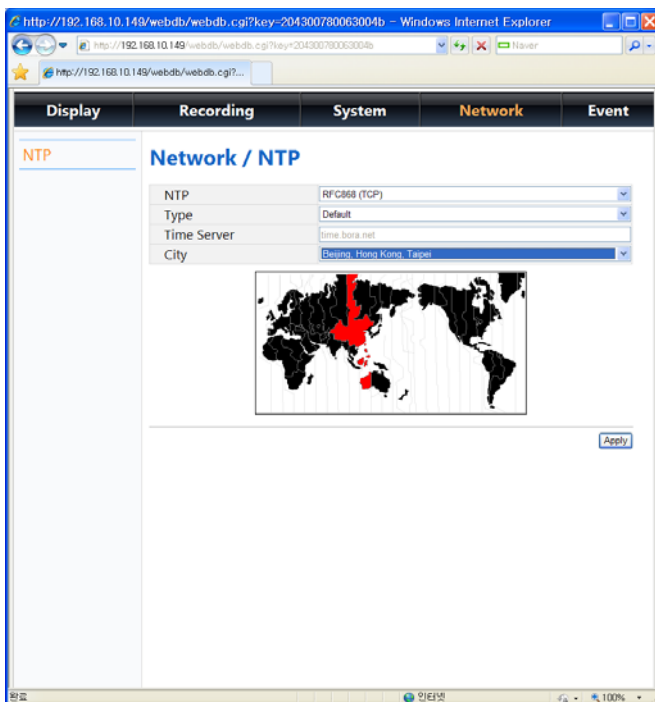 http://192.168.10.149/webdb/webdb.cgi?key=204300780063004b - Windows Internet Explorer
http://192.168.10.149/webdb/webdb.cgi?key=204300780063004b
Naver
http://192.168.10.149/webdb/webdb.cgi?...
Display Recording System Network Event
NTP
Network / NTP
NTP RFC868 (TCP)
Type Default
Time Server time.bora.net
City Beijing, Hong Kong, Taipei
Apply
완료 인터넷 100%